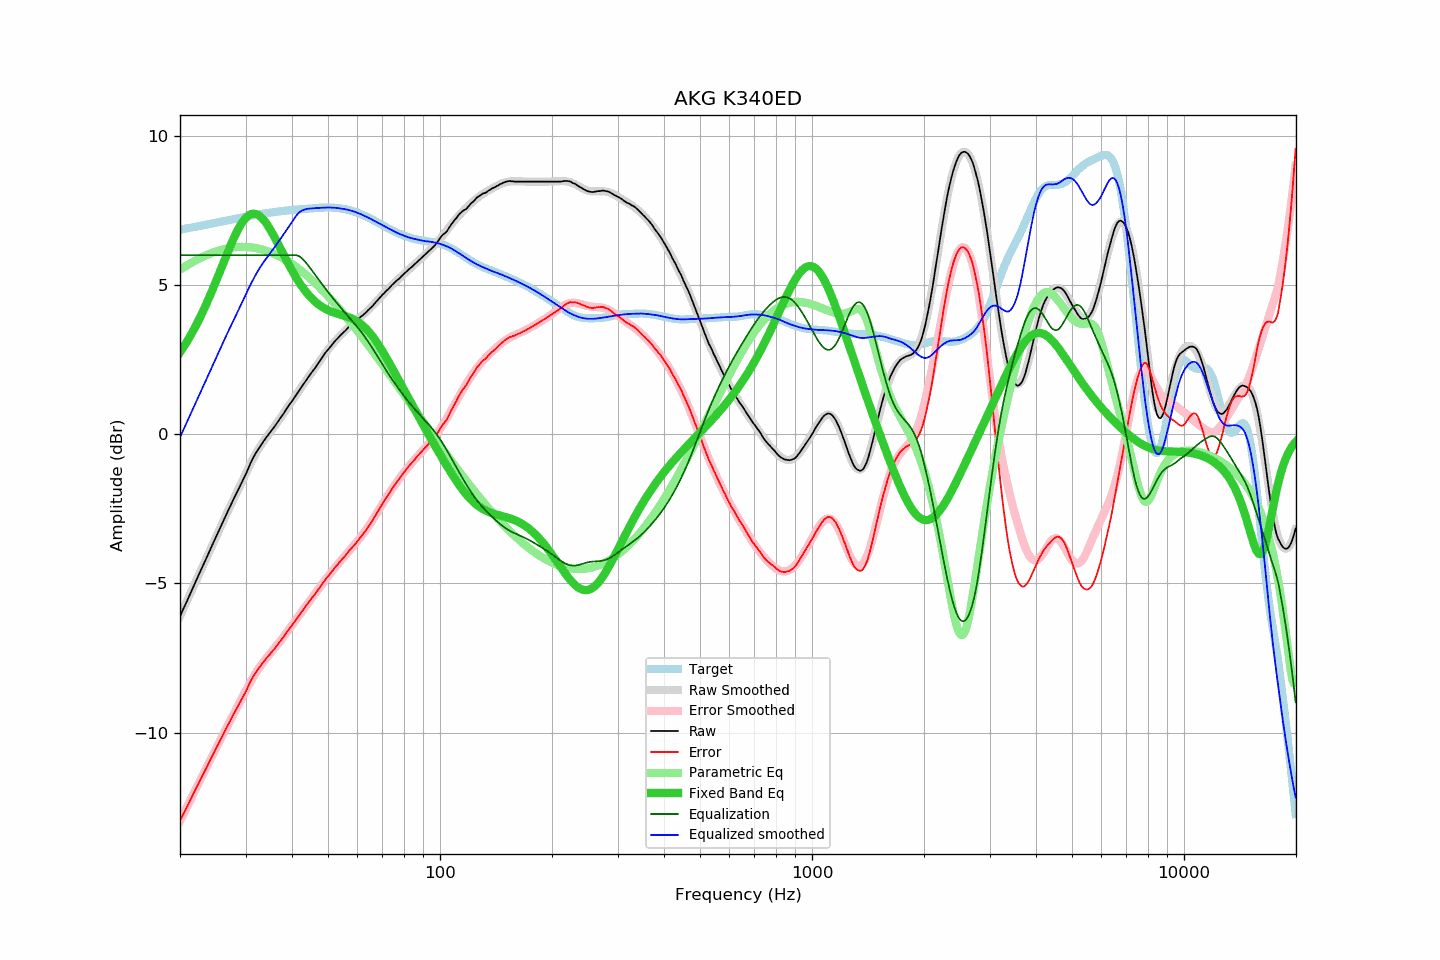 AKG K340ED
Amplitude (dBr)
10
5
0
−5
−10
Target
Raw Smoothed
Error Smoothed
Raw
Error
Parametric Eq
Fixed Band Eq
Equalization
Equalized smoothed
100 1000 10000
Frequency (Hz)